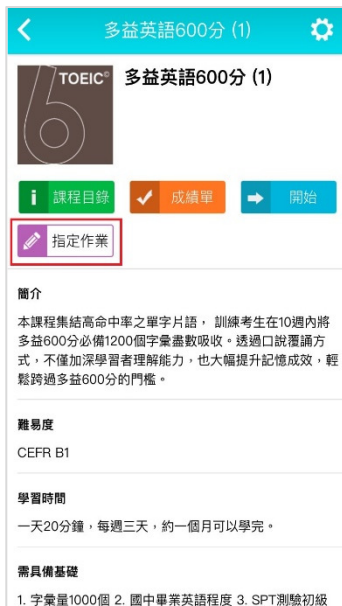 多益英語600分 (1)
TOEIC©
6
多益英語600分 (1)
i 課程目錄
成績單
開始
指定作業
簡介
本課程集結高命中率之單字片語， 訓練考生在10週內將
多益600分必備1200個字彙盡數吸收。透過口說覆誦方
式，不僅加深學習者理解能力，也大幅提升記憶成效，輕
鬆跨過多益600分的門檻。
難易度
CEFR B1
學習時間
一天20分鐘，每週三天，約一個月可以學完。
需具備基礎
1. 字彙量1000個 2. 國中畢業英語程度 3. SPT測驗初級